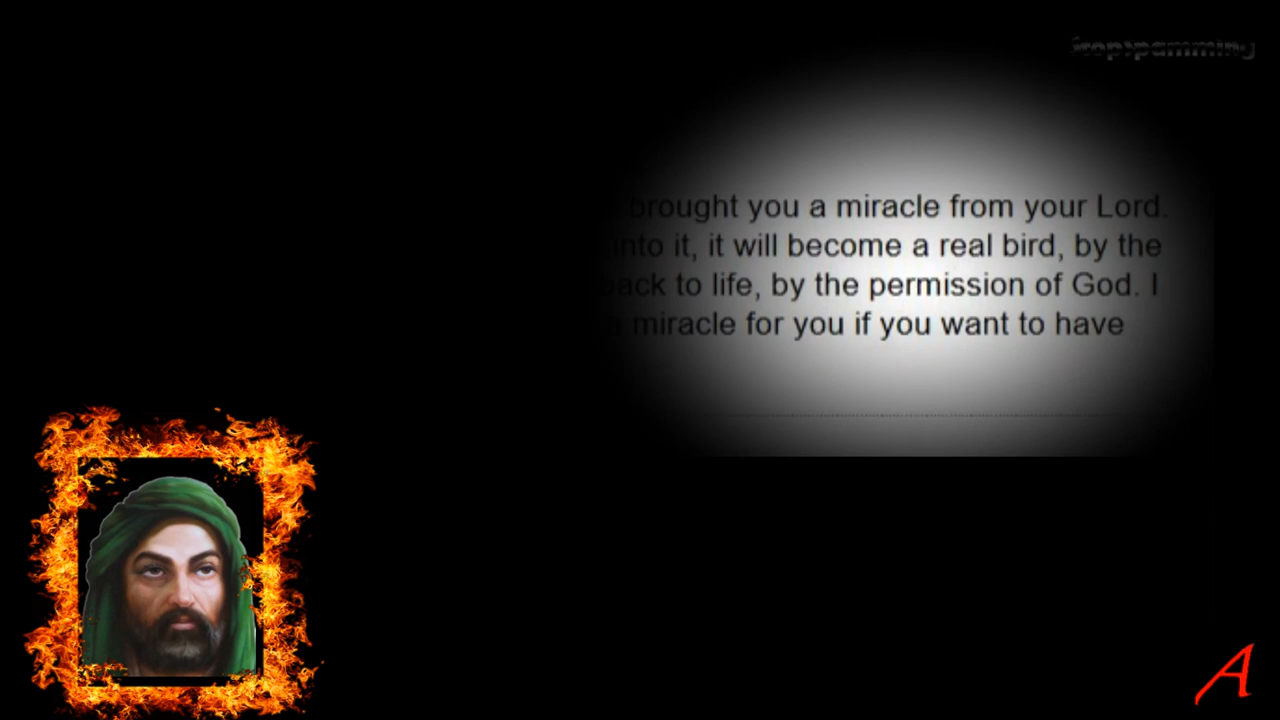 brought you a miracle from your Lord.
into it, it will become a real bird, by the
back to life, by the permission of God. I
miracle for you if you want to have
A